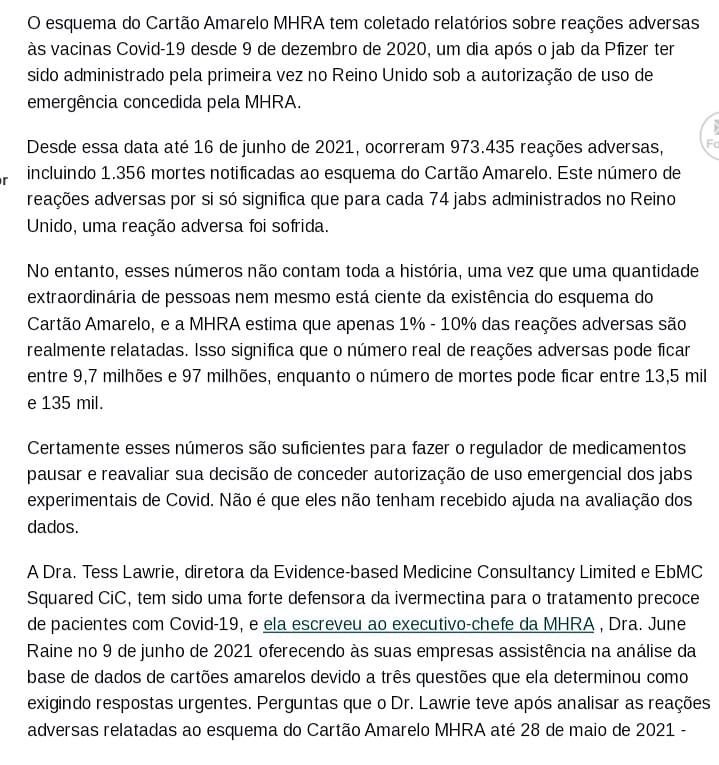 O esquema do Cartão Amarelo MHRA tem coletado relatórios sobre reações adversas
às vacinas Covid-19 desde 9 de dezembro de 2020, um dia após o jab da Pfizer ter
sido administrado pela primeira vez no Reino Unido sob a autorização de uso de
emergência concedida pela MHRA.
Desde essa data até 16 de junho de 2021, ocorreram 973.435 reações adversas,
incluindo 1.356 mortes notificadas ao esquema do Cartão Amarelo. Este número de
reações adversas por si só significa que para cada 74 jabs administrados no Reino
Unido, uma reação adversa foi sofrida.
No entanto, esses números não contam toda a história, uma vez que uma quantidade
extraordinária de pessoas nem mesmo está ciente da existência do esquema do
Cartão Amarelo, e a MHRA estima que apenas 1% - 10% das reações adversas são
realmente relatadas. Isso significa que o número real de reações adversas pode ficar
entre 9,7 milhões e 97 milhões, enquanto o número de mortes pode ficar entre 13,5 mil
e 135 mil.
Certamente esses números são suficientes para fazer o regulador de medicamentos
pausar e reavaliar sua decisão de conceder autorização de uso emergencial dos jabs
experimentais de Covid. Não é que eles não tenham recebido ajuda na avaliação dos
dados.
A Dra. Tess Lawrie, diretora da Evidence-based Medicine Consultancy Limited e EbMC
Squared CiC, tem sido uma forte defensora da ivermectina para o tratamento precoce
de pacientes com Covid-19, e ela escreveu ao executivo-chefe da MHRA , Dra. June
Raine no 9 de junho de 2021 oferecendo às suas empresas assistência na análise da
base de dados de cartões amarelos devido a três questões que ela determinou como
exigindo respostas urgentes. Perguntas que o Dr. Lawrie teve após analisar as reações
adversas relatadas ao esquema do Cartão Amarelo MHRA até 28 de maio de 2021 -